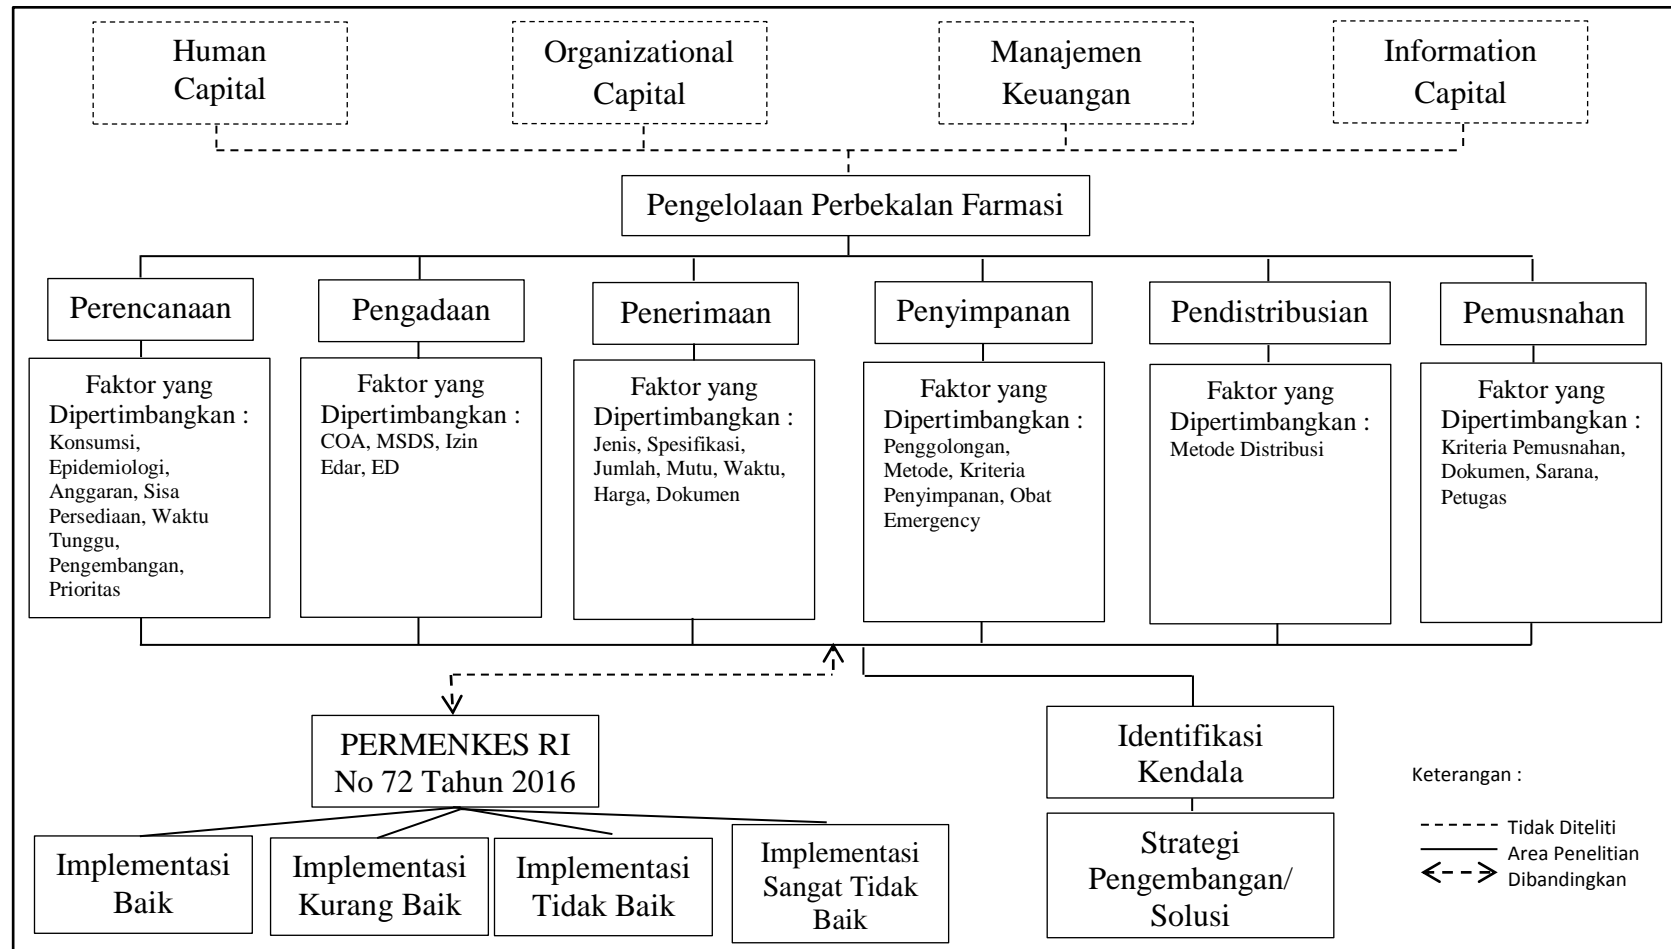 Human
Capital
Organizational
Capital
Manajemen
Keuangan
Information
Capital
Pengelolaan Perbekalan Farmasi
Perencanaan
Pengadaan
Penerimaan
Penyimpanan
Pendistribusian
Pemusnahan
Faktor yang
Dipertimbangkan :
Konsumsi,
Epidemiologi,
Anggaran, Sisa
Persediaan, Waktu
Tunggu,
Pengembangan,
Prioritas
Faktor yang
Dipertimbangkan :
COA, MSDS, Izin
Edar, ED
Faktor yang
Dipertimbangkan :
Jenis, Spesifikasi,
Jumlah, Mutu, Waktu,
Harga, Dokumen
Faktor yang
Dipertimbangkan :
Penggolongan,
Metode, Kriteria
Penyimpanan, Obat
Emergency
Faktor yang
Dipertimbangkan :
Metode Distribusi
Faktor yang
Dipertimbangkan :
Kriteria Pemusnahan,
Dokumen, Sarana,
Petugas
PERMENKES RI
No 72 Tahun 2016
Identifikasi
Kendala
Implementasi
Baik
Implementasi
Kurang Baik
Implementasi
Tidak Baik
Implementasi
Sangat Tidak
Baik
Strategi
Pengembangan/
Solusi
Keterangan :
Tidak Diteliti
Area Penelitian
Dibandingkan